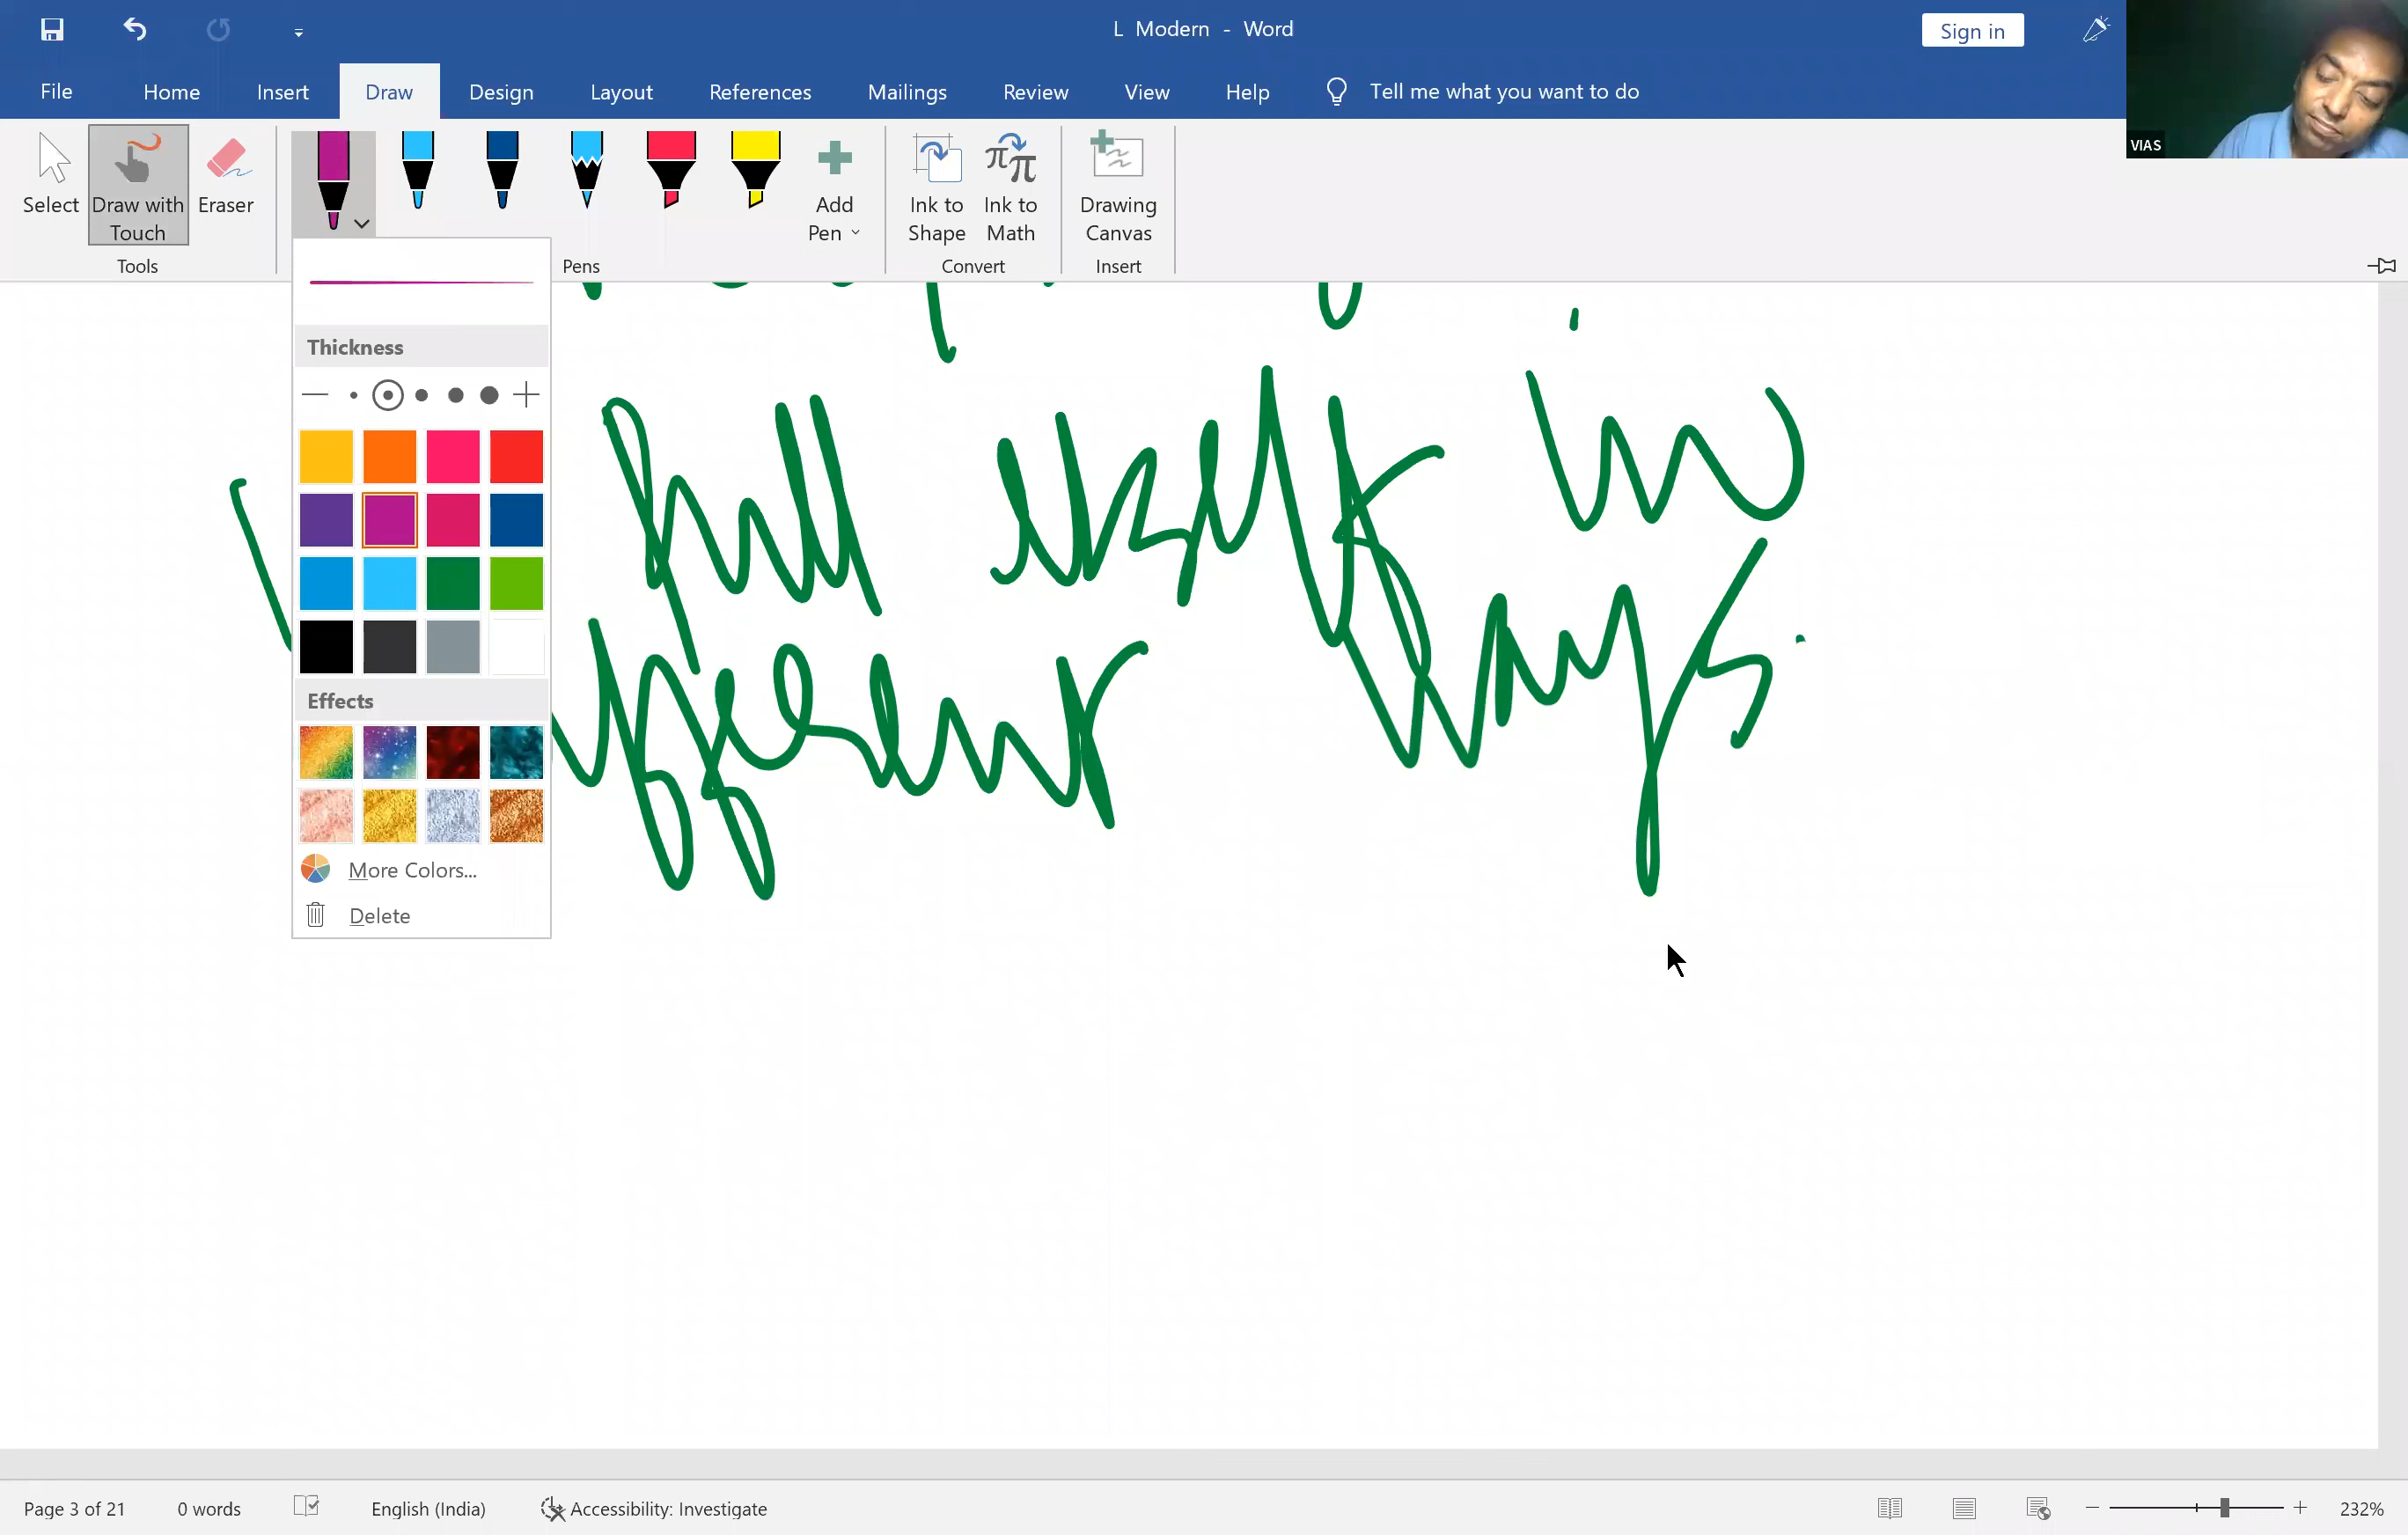 L Modern - Word
Sign in
VIAS
File Home Insert Draw Design Layout References Mailings Review View Help Tell me what you want to do
Select Draw with Touch Eraser Add Pen Ink to Shape Ink to Math Drawing Canvas
Tools Pens Convert Insert
Thickness
full itself in
ways.
Effects
More Colors...
Delete
Page 3 of 21 0 words English (India) Accessibility: Investigate 232%